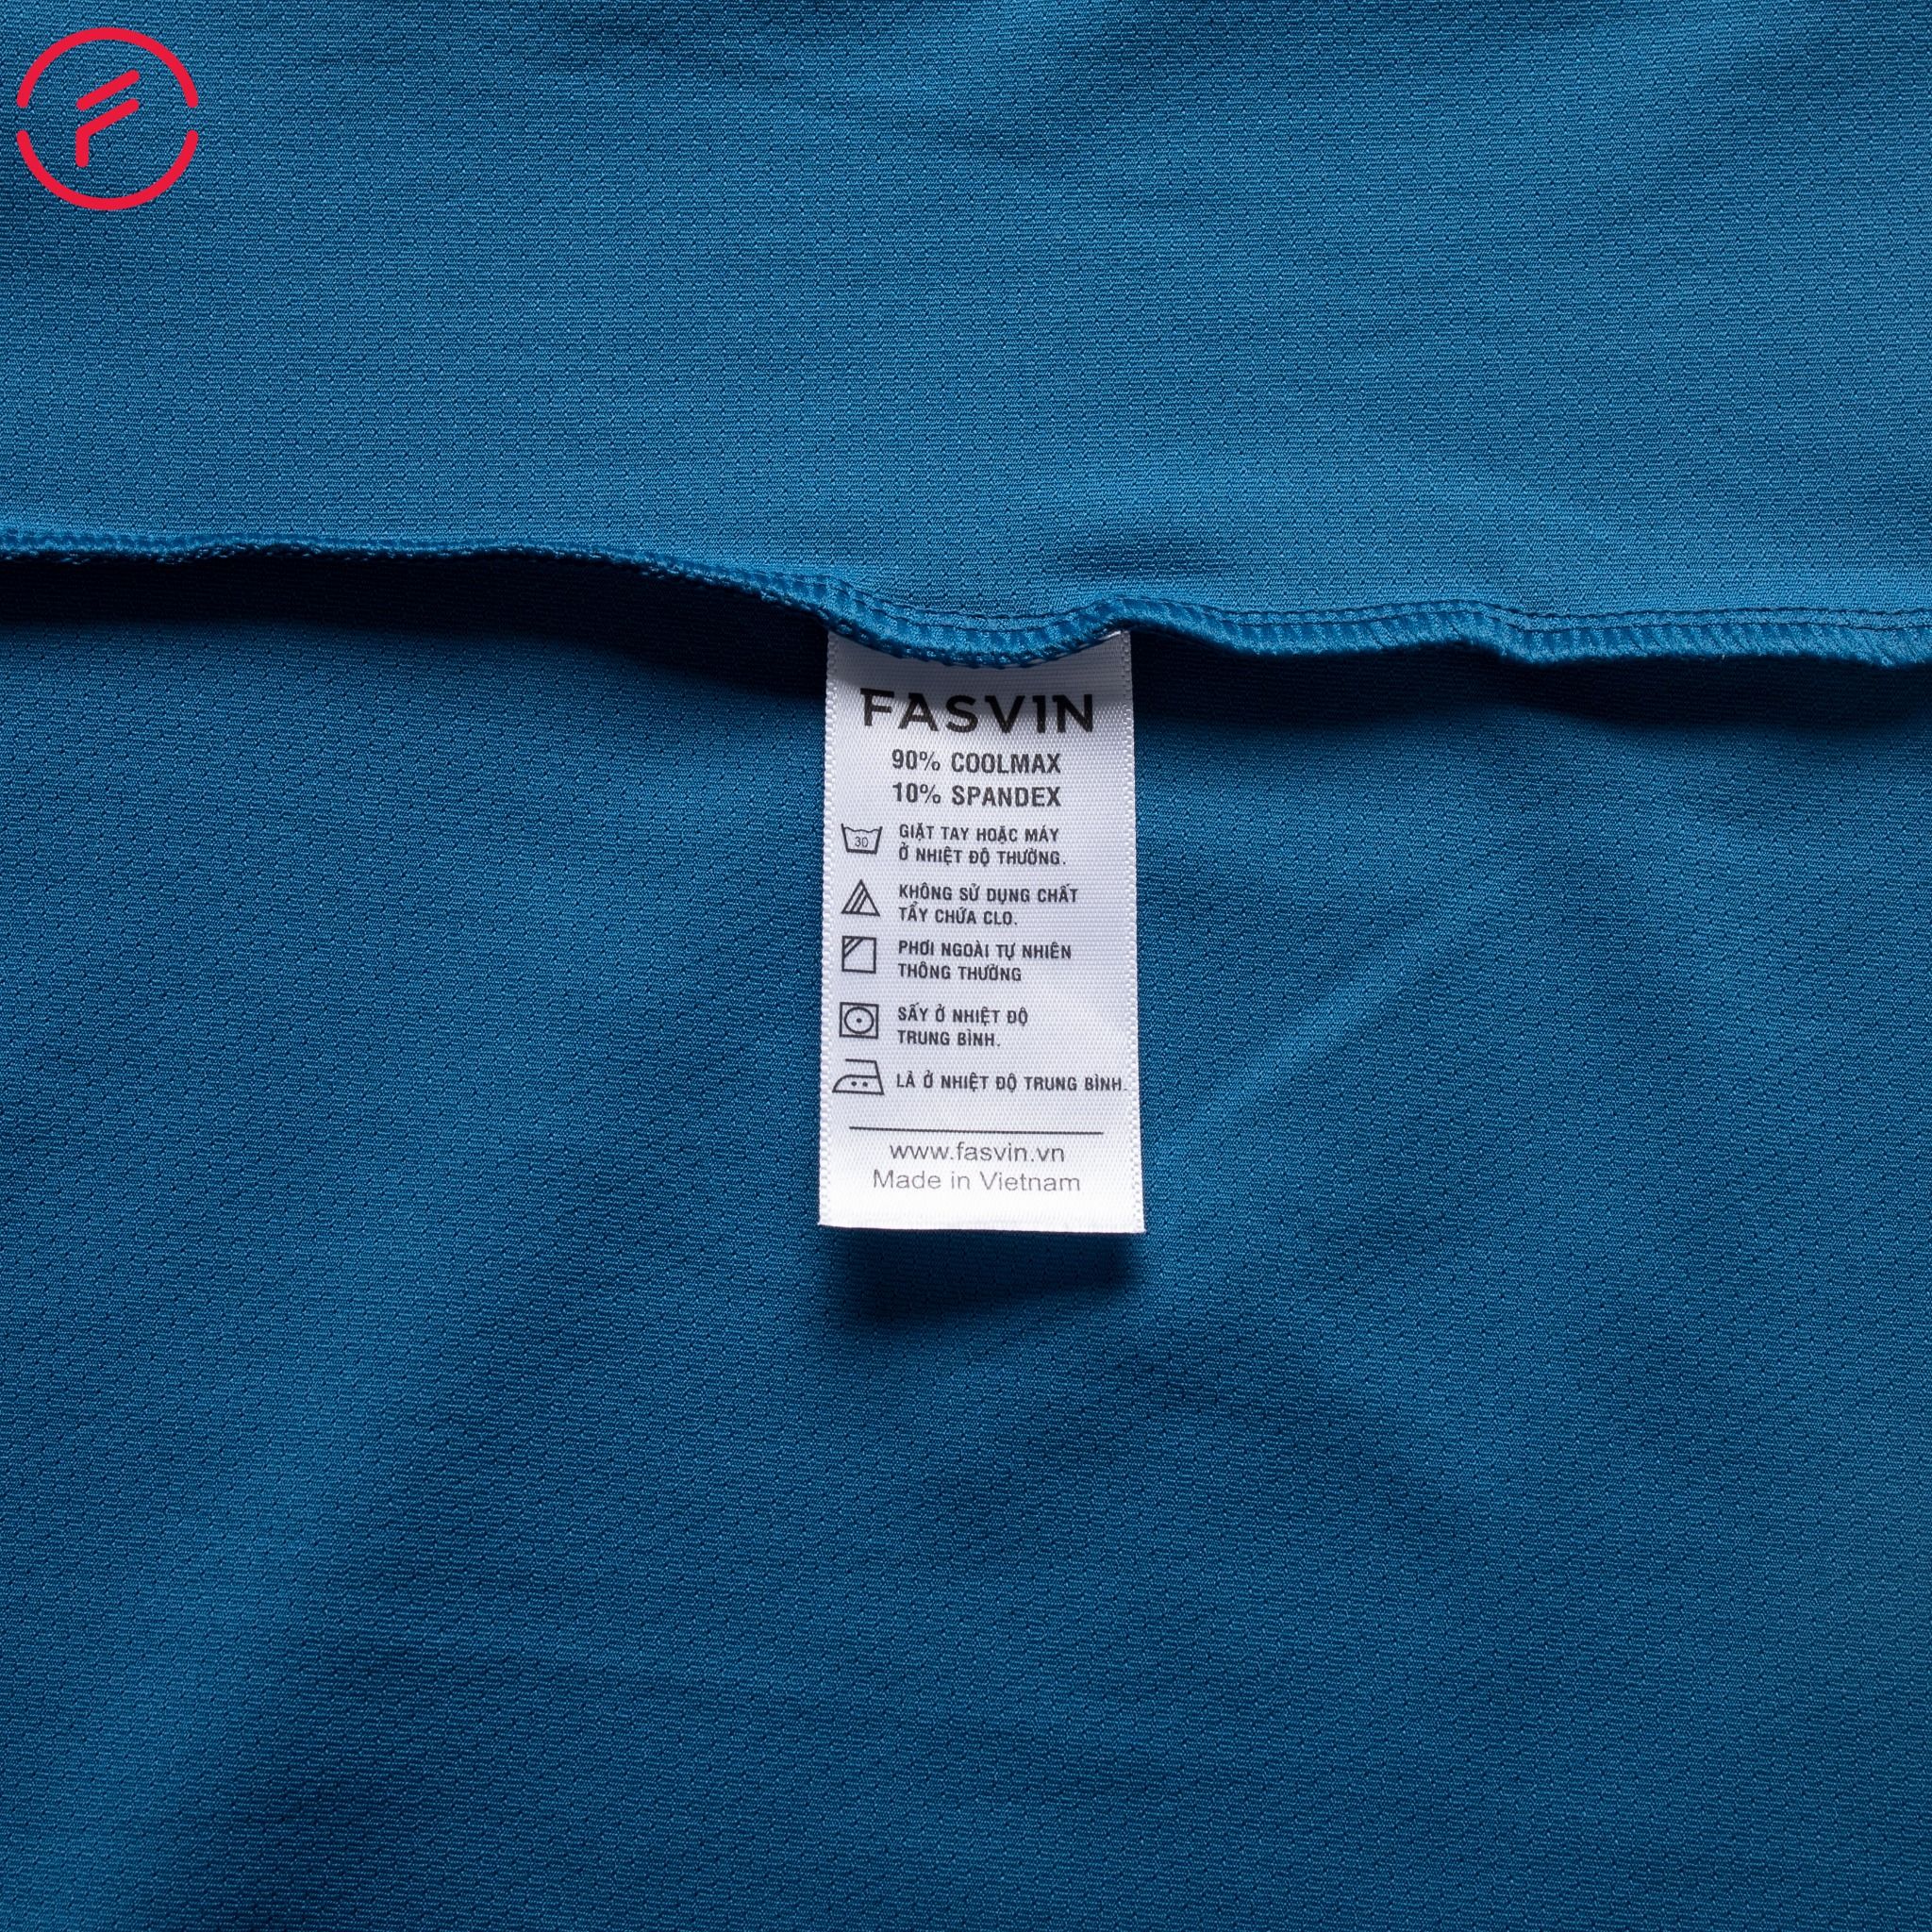 FASVIN
90% COOLMAX
10% SPANDEX
30
GIẶT TAY HOẶC MÁY
Ở NHIỆT ĐỘ THƯỜNG.
KHÔNG SỬ DỤNG CHẤT
TẨY CHỨA CLO.
PHƠI NGOÀI TỰ NHIÊN
THÔNG THƯỜNG
SẤY Ở NHIỆT ĐỘ
TRUNG BÌNH.
LÀ Ở NHIỆT ĐỘ TRUNG BÌNH.
www.fasvin.vn
Made in Vietnam